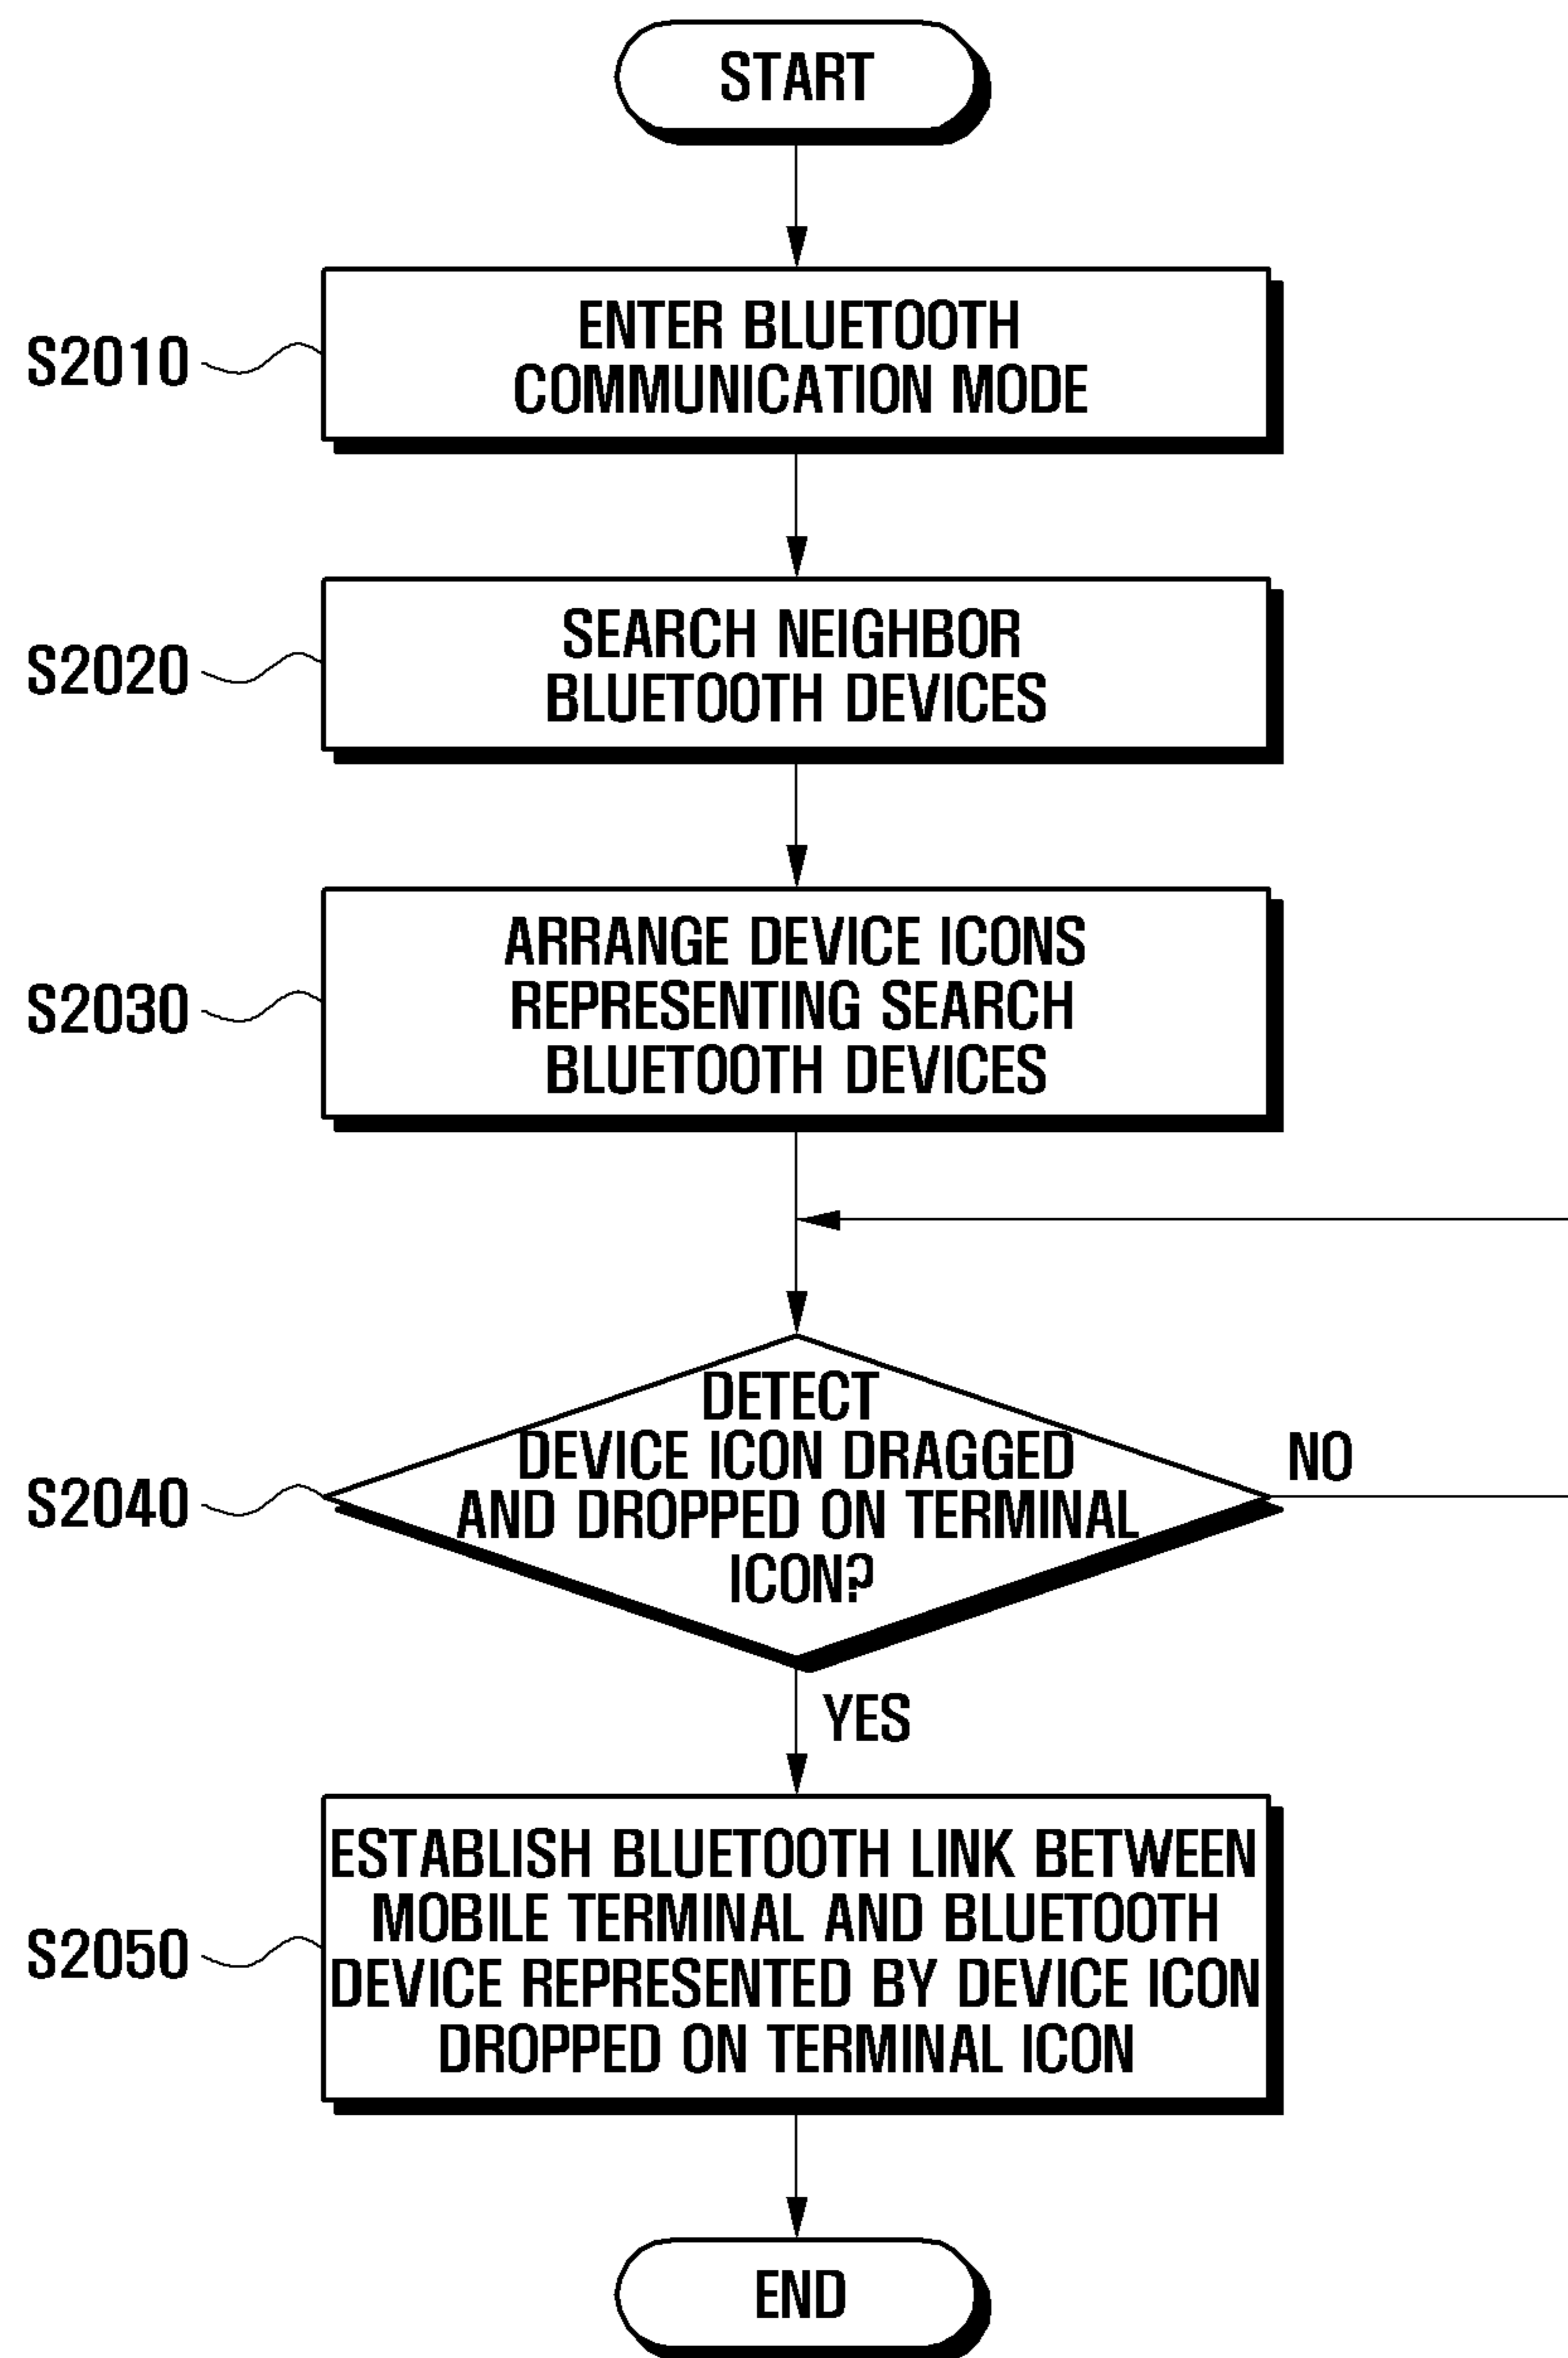 START
S2010
ENTER BLUETOOTH
COMMUNICATION MODE
S2020
SEARCH NEIGHBOR
BLUETOOTH DEVICES
S2030
ARRANGE DEVICE ICONS
REPRESENTING SEARCH
BLUETOOTH DEVICES
S2040
DETECT
DEVICE ICON DRAGGED
AND DROPPED ON TERMINAL
ICON?
NO
YES
S2050
ESTABLISH BLUETOOTH LINK BETWEEN
MOBILE TERMINAL AND BLUETOOTH
DEVICE REPRESENTED BY DEVICE ICON
DROPPED ON TERMINAL ICON
END